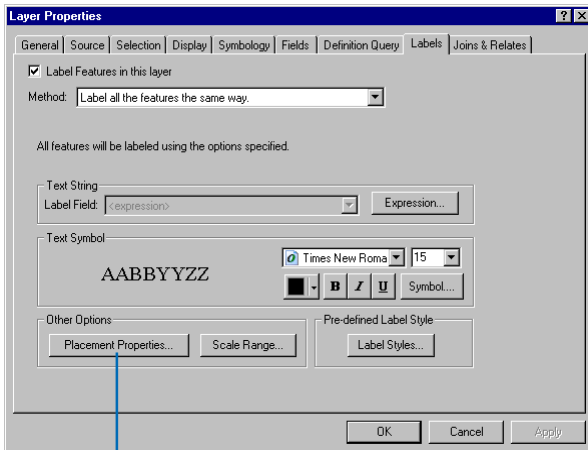 Layer Properties
General Source Selection Display Symbology Fields Definition Query Labels Joins & Relates
Label Features in this layer
Method: Label all the features the same way.
All features will be labeled using the options specified.
Text String
Label Field: <expression> Expression...
Text Symbol
AABBYYZZ
Times New Roma 15
B I U Symbol....
Other Options Pre-defined Label Style
Placement Properties... Scale Range... Label Styles...
OK Cancel Apply